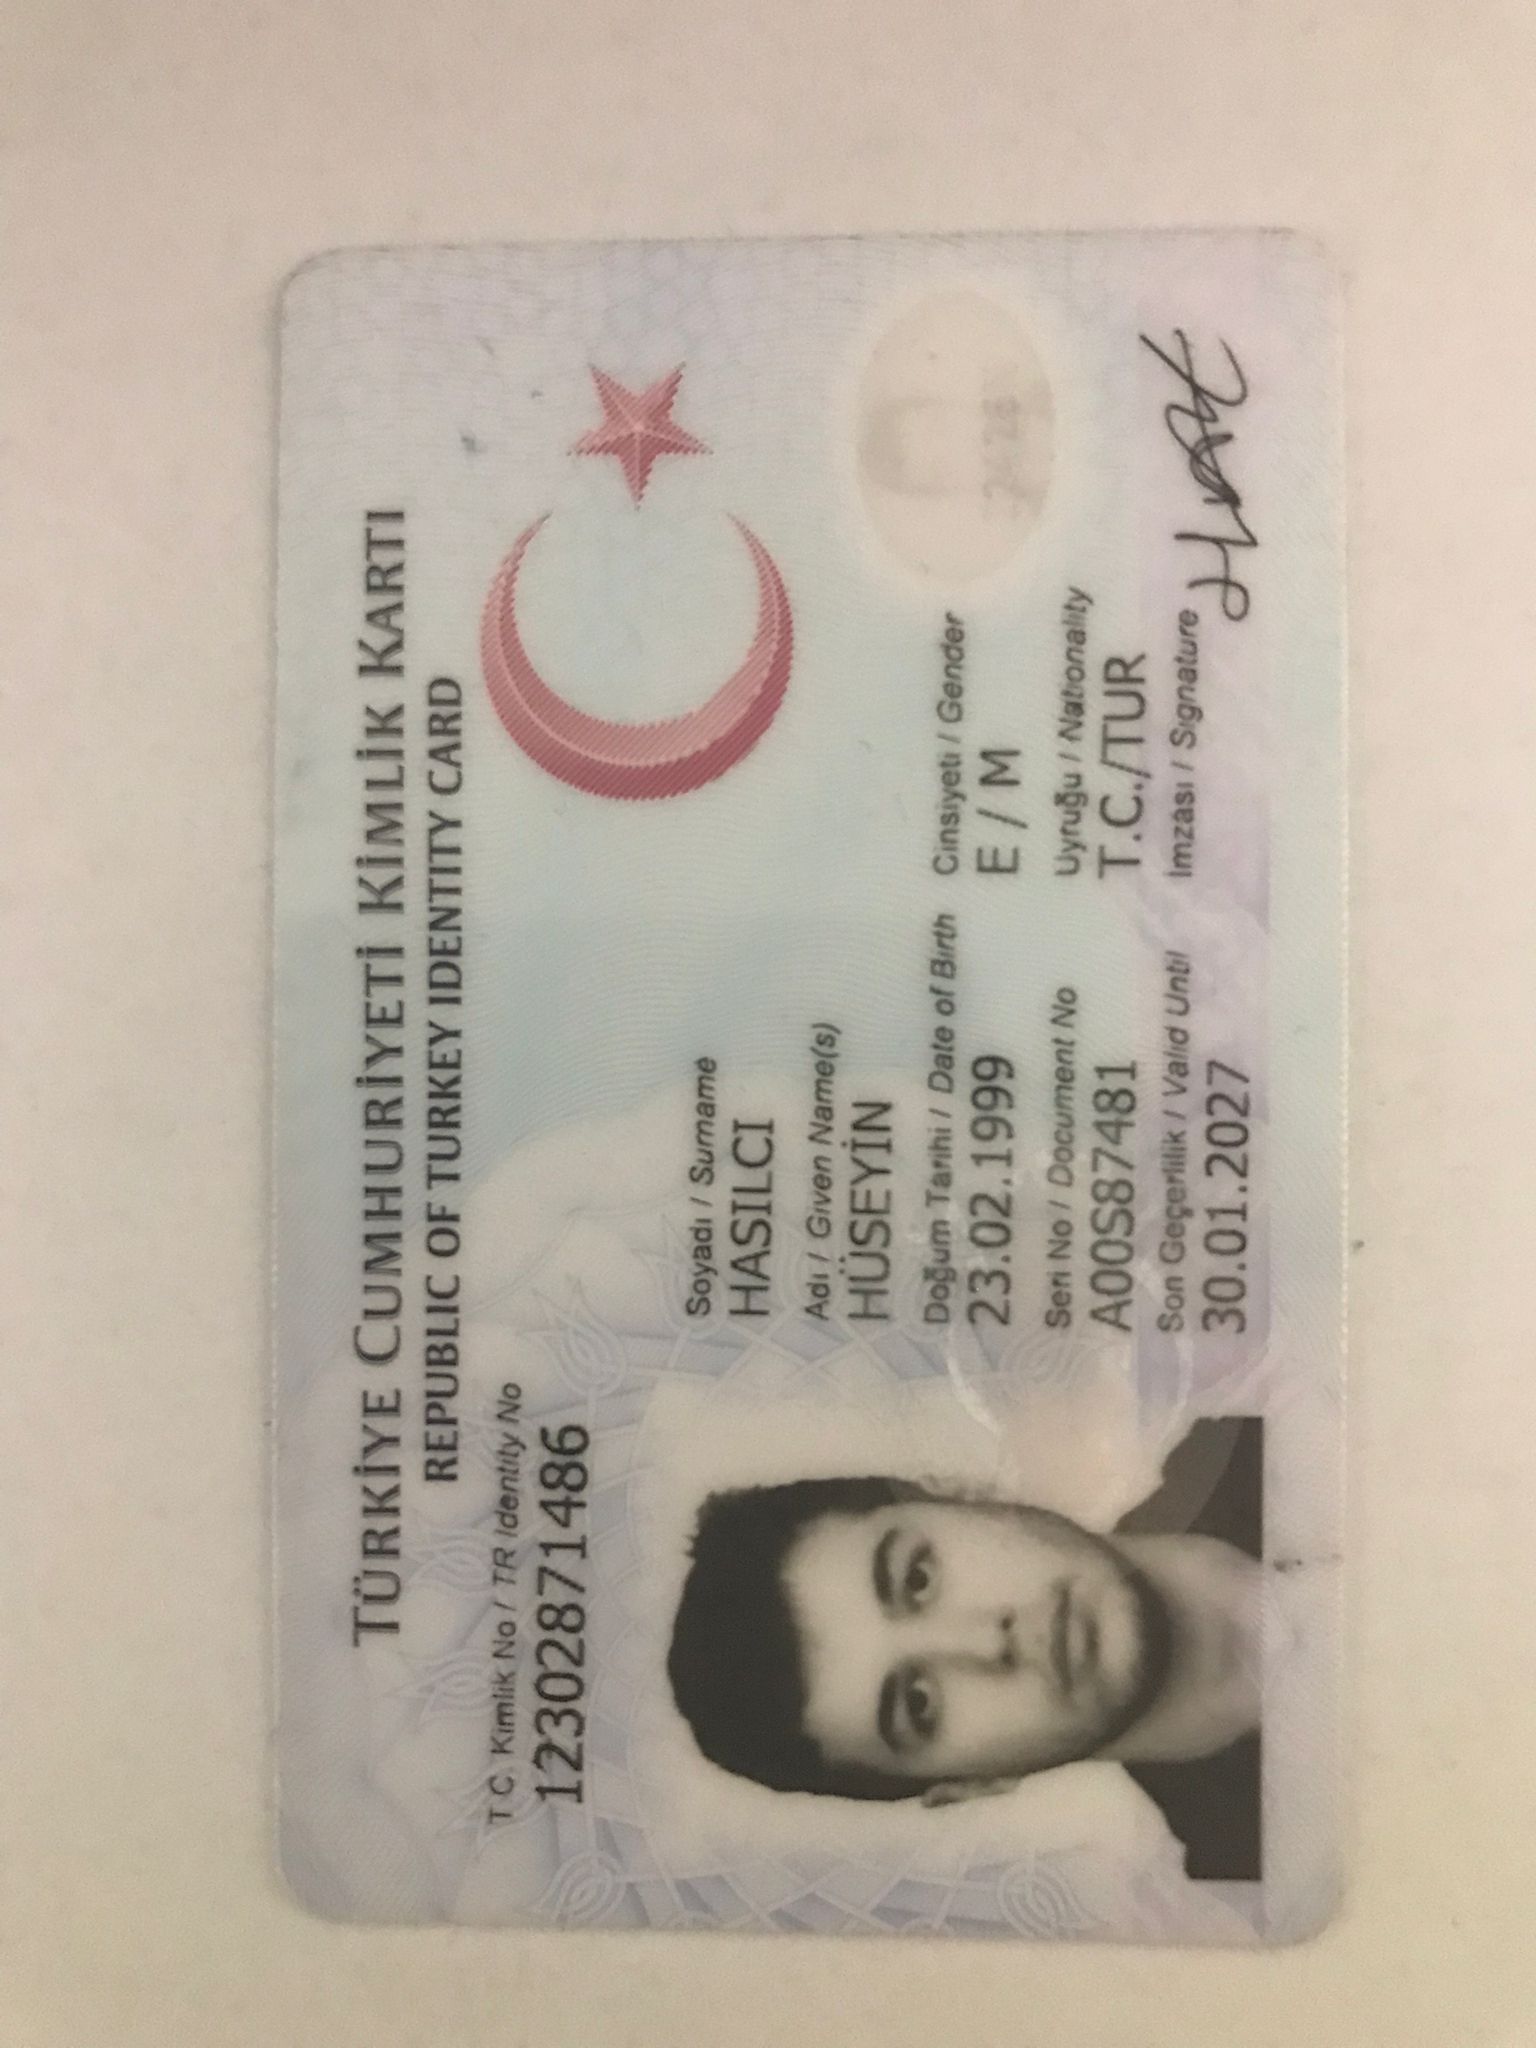 TÜRKİYE CUMHURİYETİ KİMLİK KARTI
REPUBLIC OF TURKEY IDENTITY CARD
T.C. Kimlik No / TR Identity No
12302871486
Soyadı / Surname
HASILCI
Adı / Given Name(s)
HÜSEYİN
Doğum Tarihi / Date of Birth Cinsiyeti / Gender
23.02.1999 E / M
Seri No / Document No Uyruğu / Nationality
A00S87481 T.C./TUR
Son Geçerlilik / Valid Until İmzası / Signature
30.01.2027